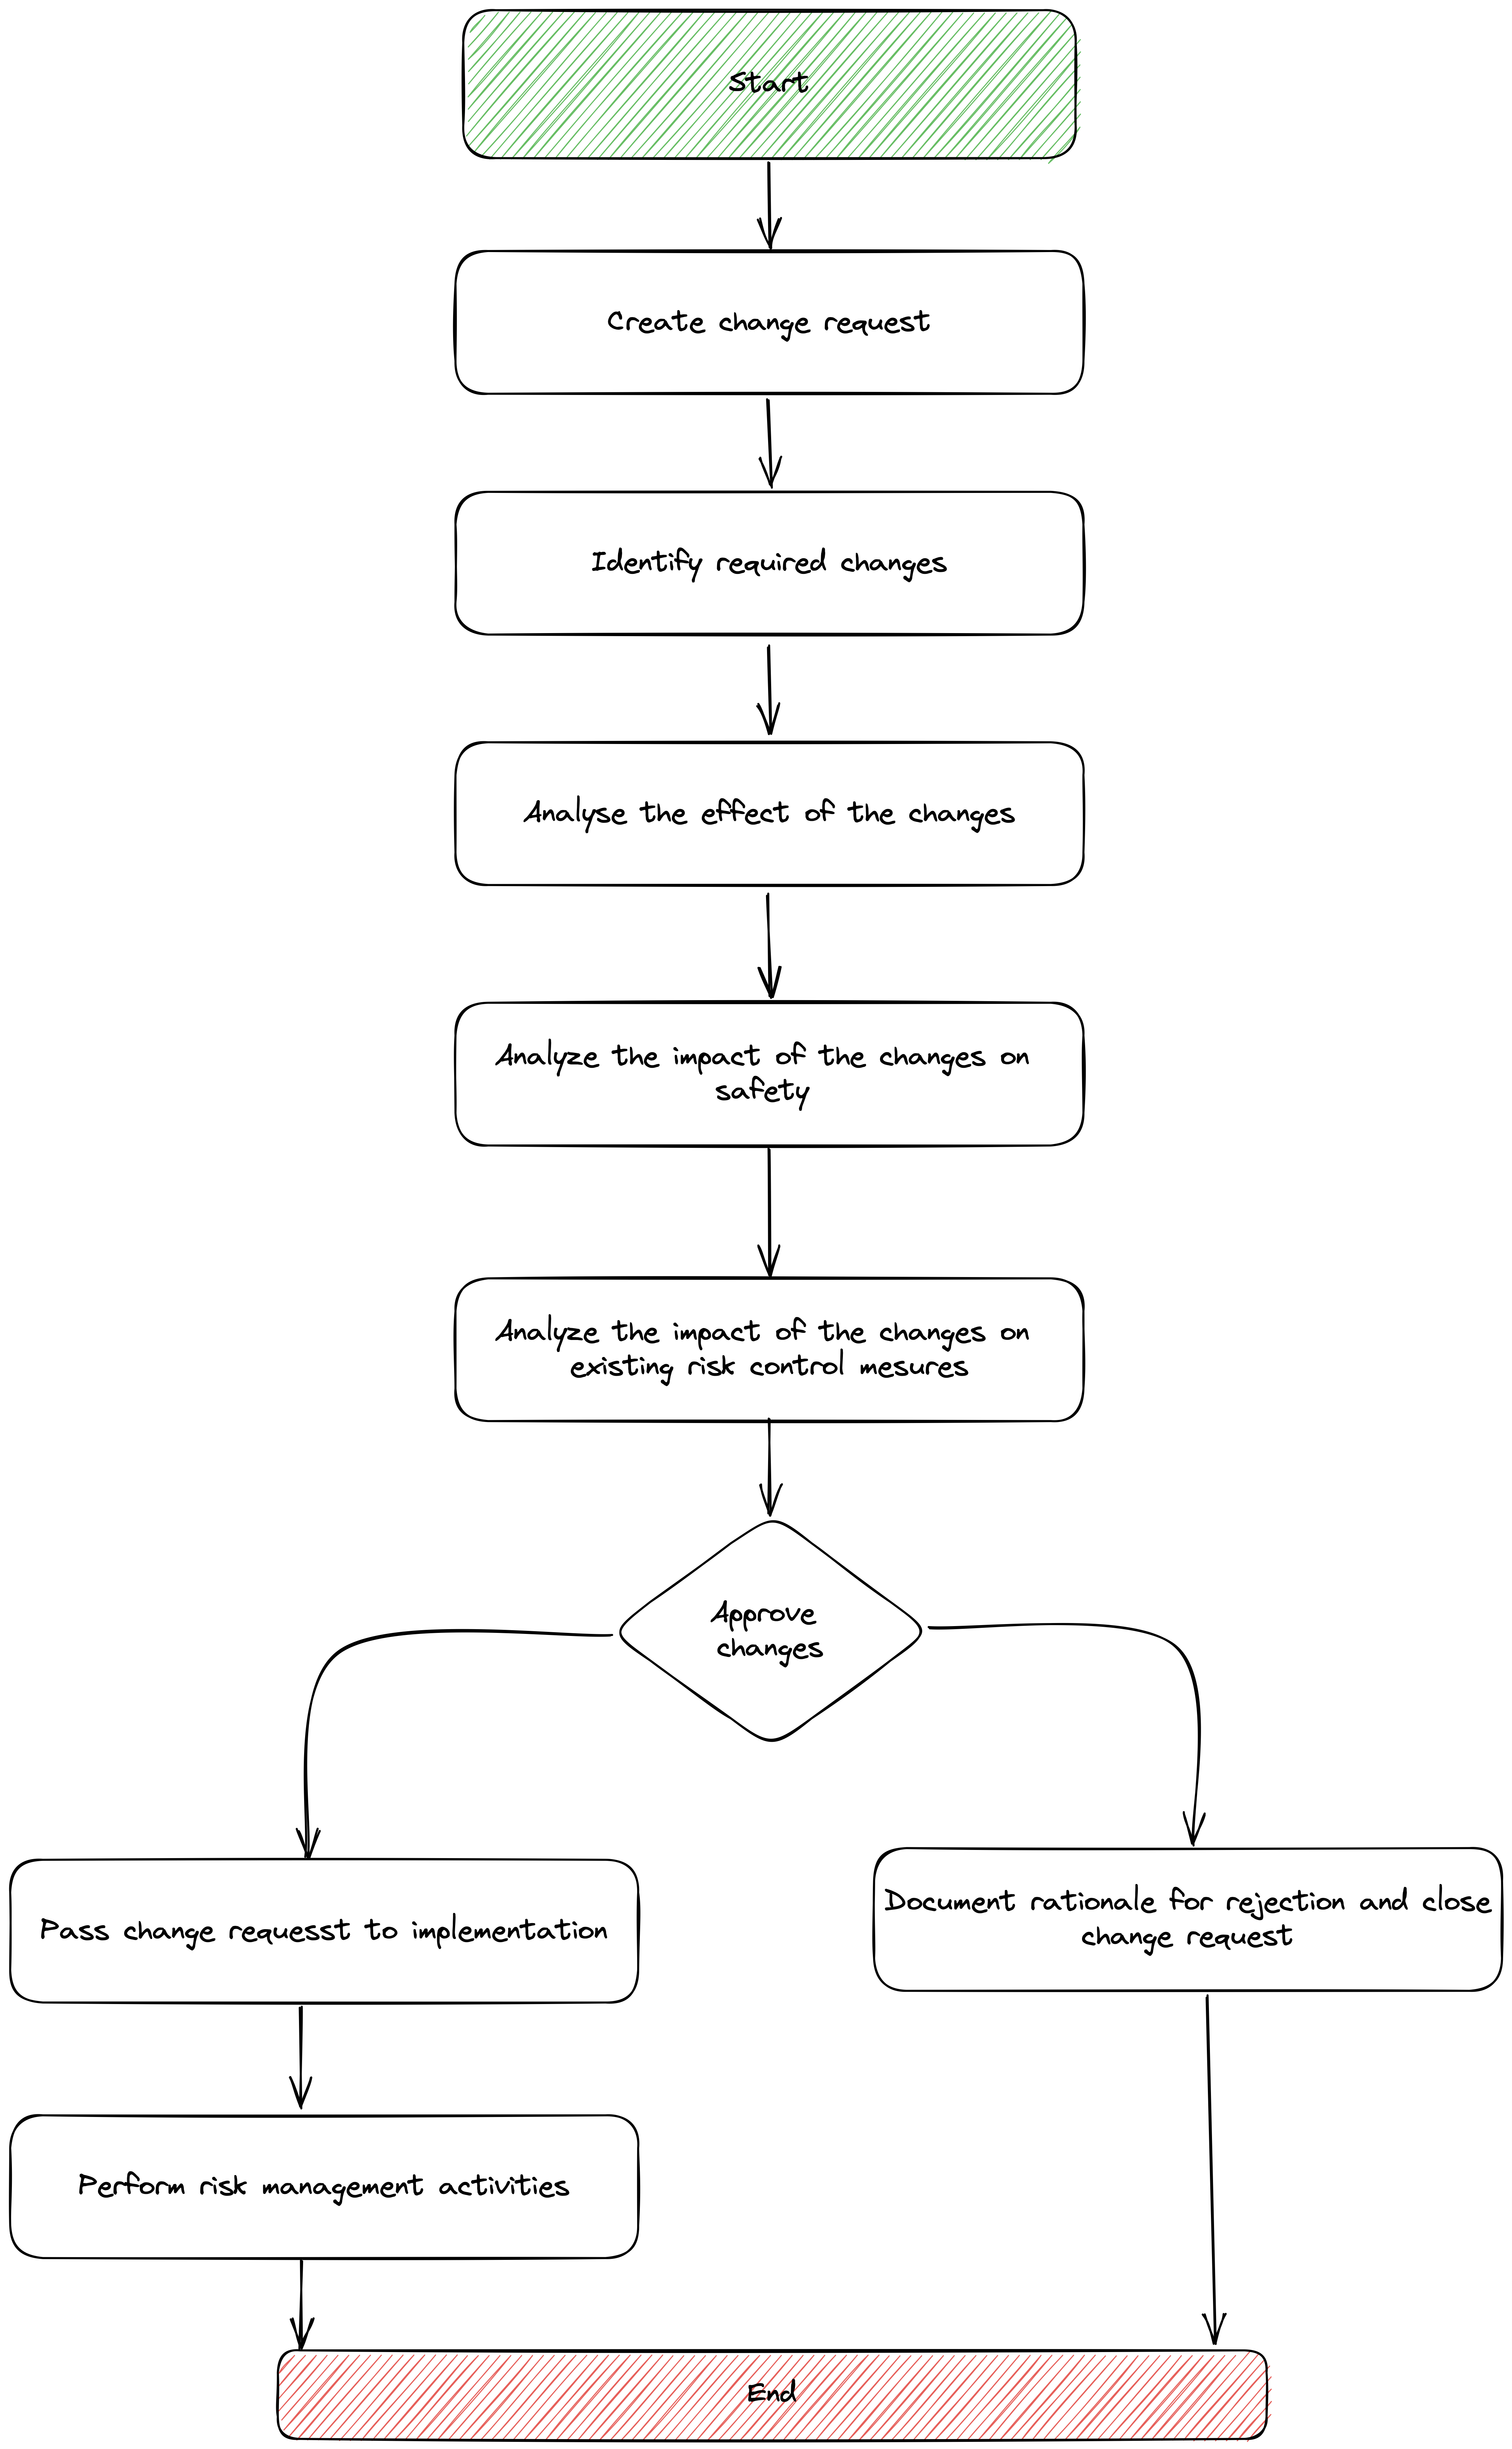 Start
Create change request
Identify required changes
Analyse the effect of the changes
Analyze the impact of the changes on
safety
Analyze the impact of the changes on
existing risk control mesures
Approve
changes
Pass change requesst to implementation
Document rationale for rejection and close
change request
Perform risk management activities
End